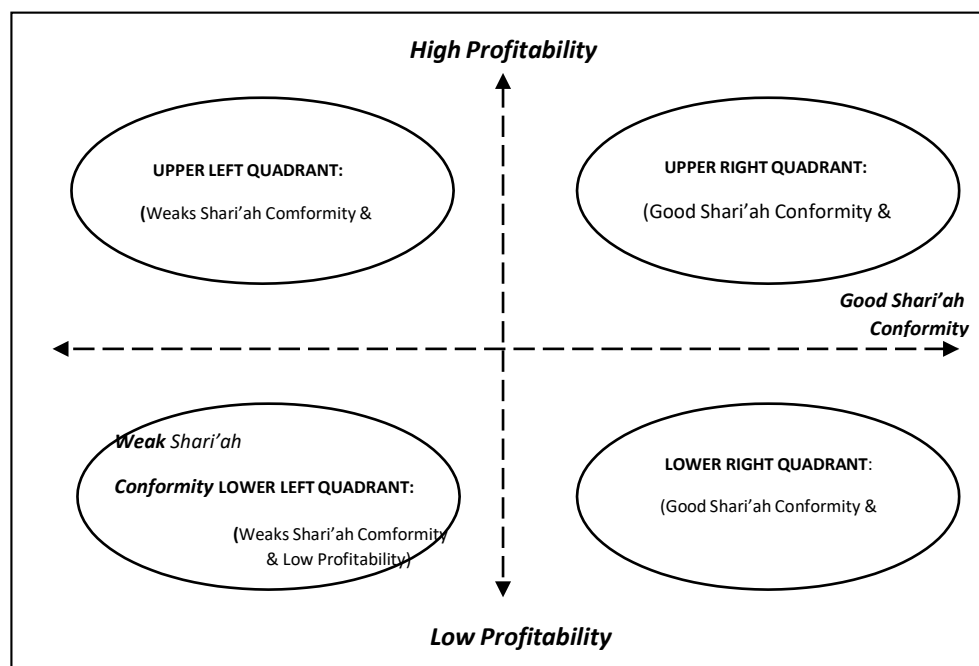 High Profitability
UPPER LEFT QUADRANT:
(Weaks Shari’ah Comformity &
UPPER RIGHT QUADRANT:
(Good Shari’ah Conformity &
Good Shari’ah
Conformity
Weak Shari’ah
Conformity LOWER LEFT QUADRANT:
(Weaks Shari’ah Comformity
& Low Profitability)
LOWER RIGHT QUADRANT:
(Good Shari’ah Conformity &
Low Profitability